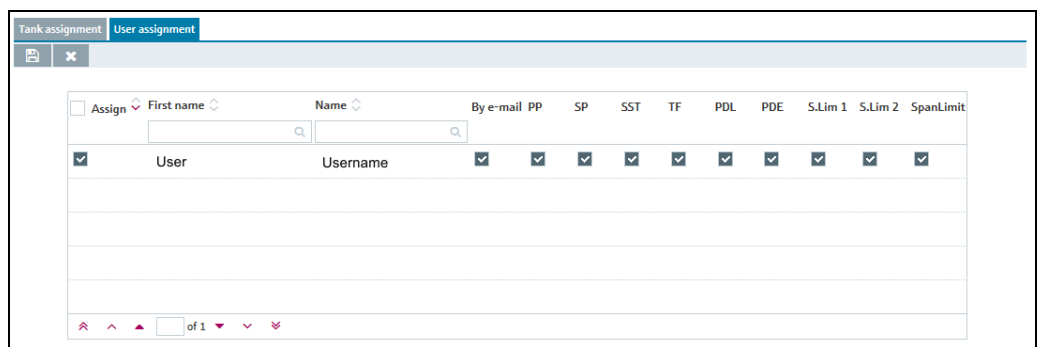 Tank assignment User assignment
Assign First name Name By e-mail PP SP SST TF PDL PDE S.Lim 1 S.Lim 2 SpanLimit
User Username
of 1